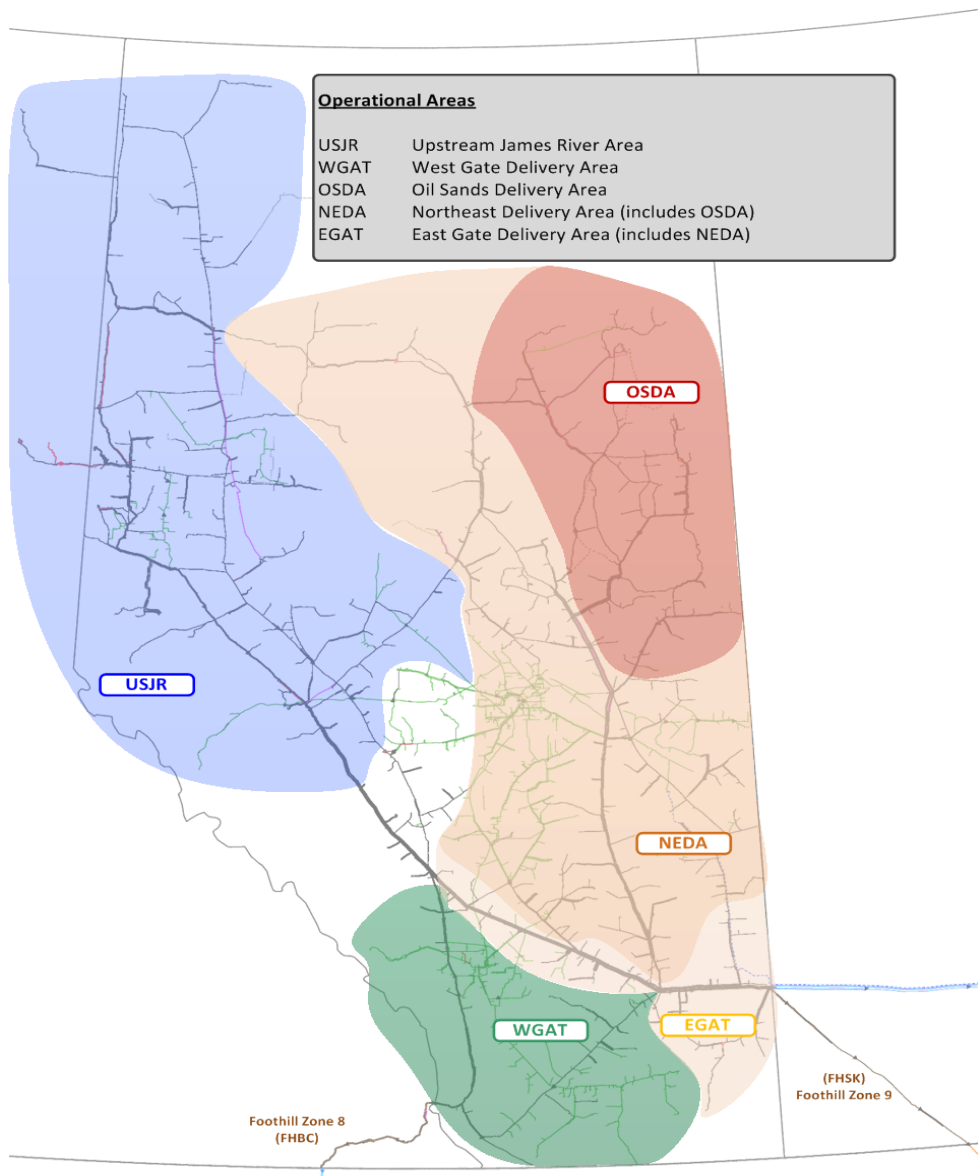 Operational Areas
USJR Upstream James River Area
WGAT West Gate Delivery Area
OSDA Oil Sands Delivery Area
NEDA Northeast Delivery Area (includes OSDA)
EGAT East Gate Delivery Area (includes NEDA)
OSDA
USJR
NEDA
WGAT
EGAT
(FHSK)
Foothill Zone 9
Foothill Zone 8
(FHBC)